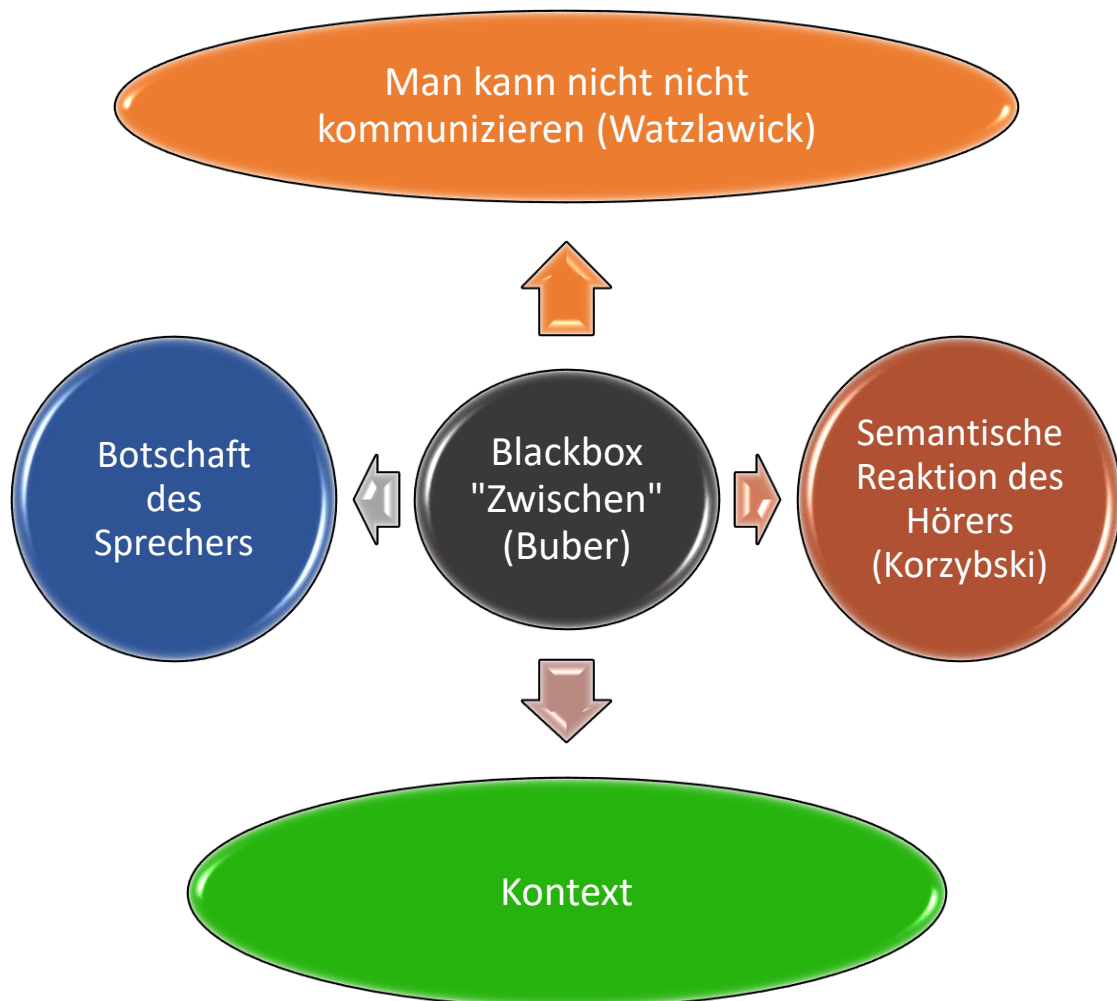 Man kann nicht nicht
kommunizieren (Watzlawick)
Botschaft
des
Sprechers
Blackbox
"Zwischen"
(Buber)
Semantische
Reaktion des
Hörers
(Korzybski)
Kontext